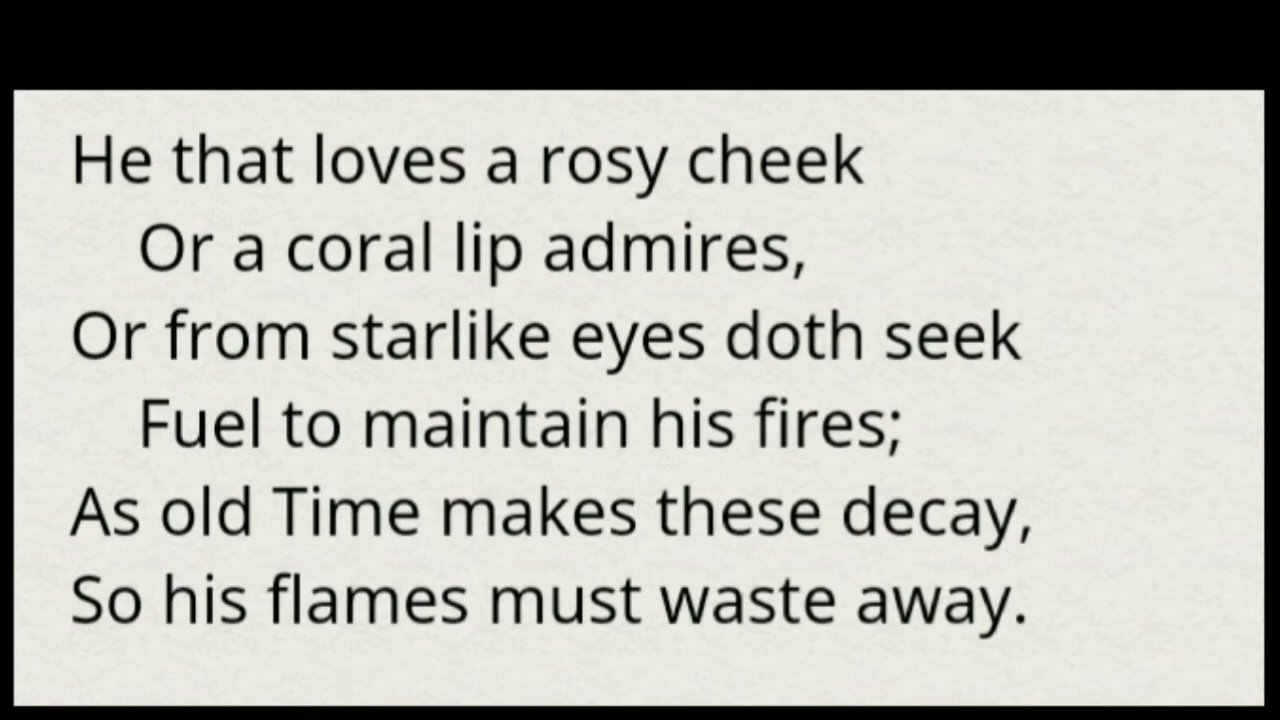 He that loves a rosy cheek
Or a coral lip admires,
Or from starlike eyes doth seek
Fuel to maintain his fires;
As old Time makes these decay,
So his flames must waste away.